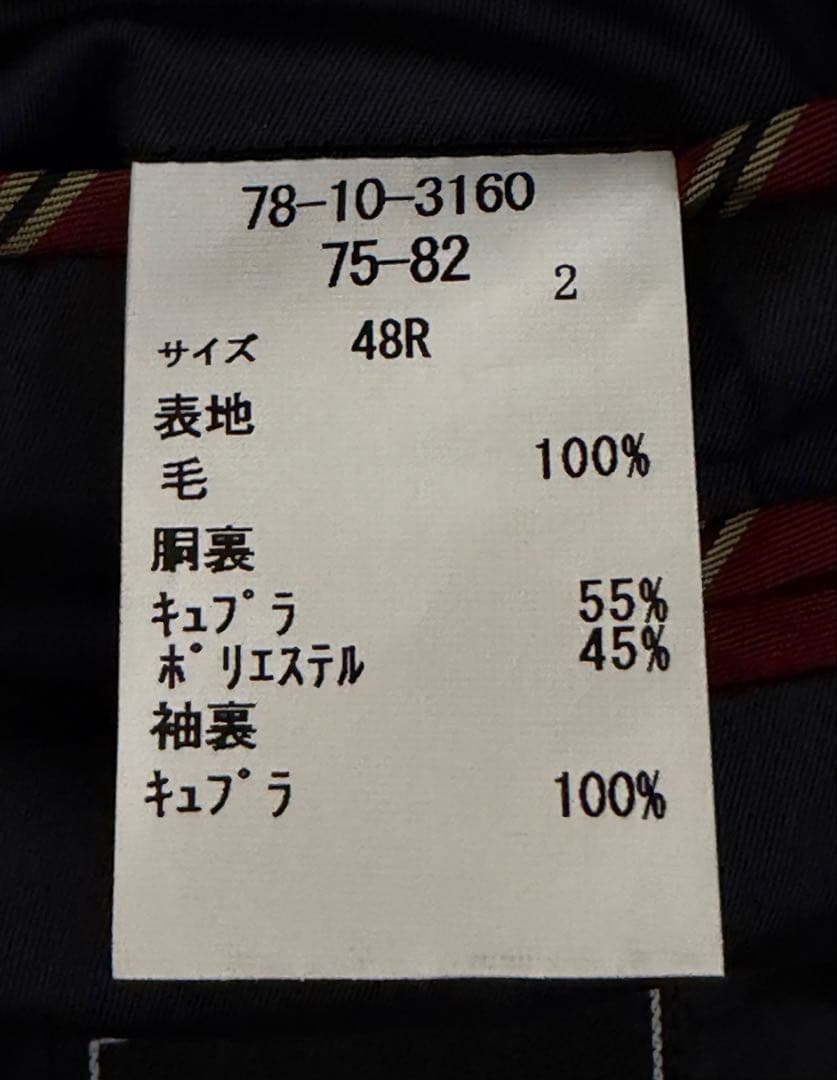 78-10-3160
75-82 2
サイズ 48R
表地
毛 100%
胴裏
ｷｭﾌﾟﾗ 55%
ﾎﾟﾘｴｽﾃﾙ 45%
袖裏
ｷｭﾌﾟﾗ 100%